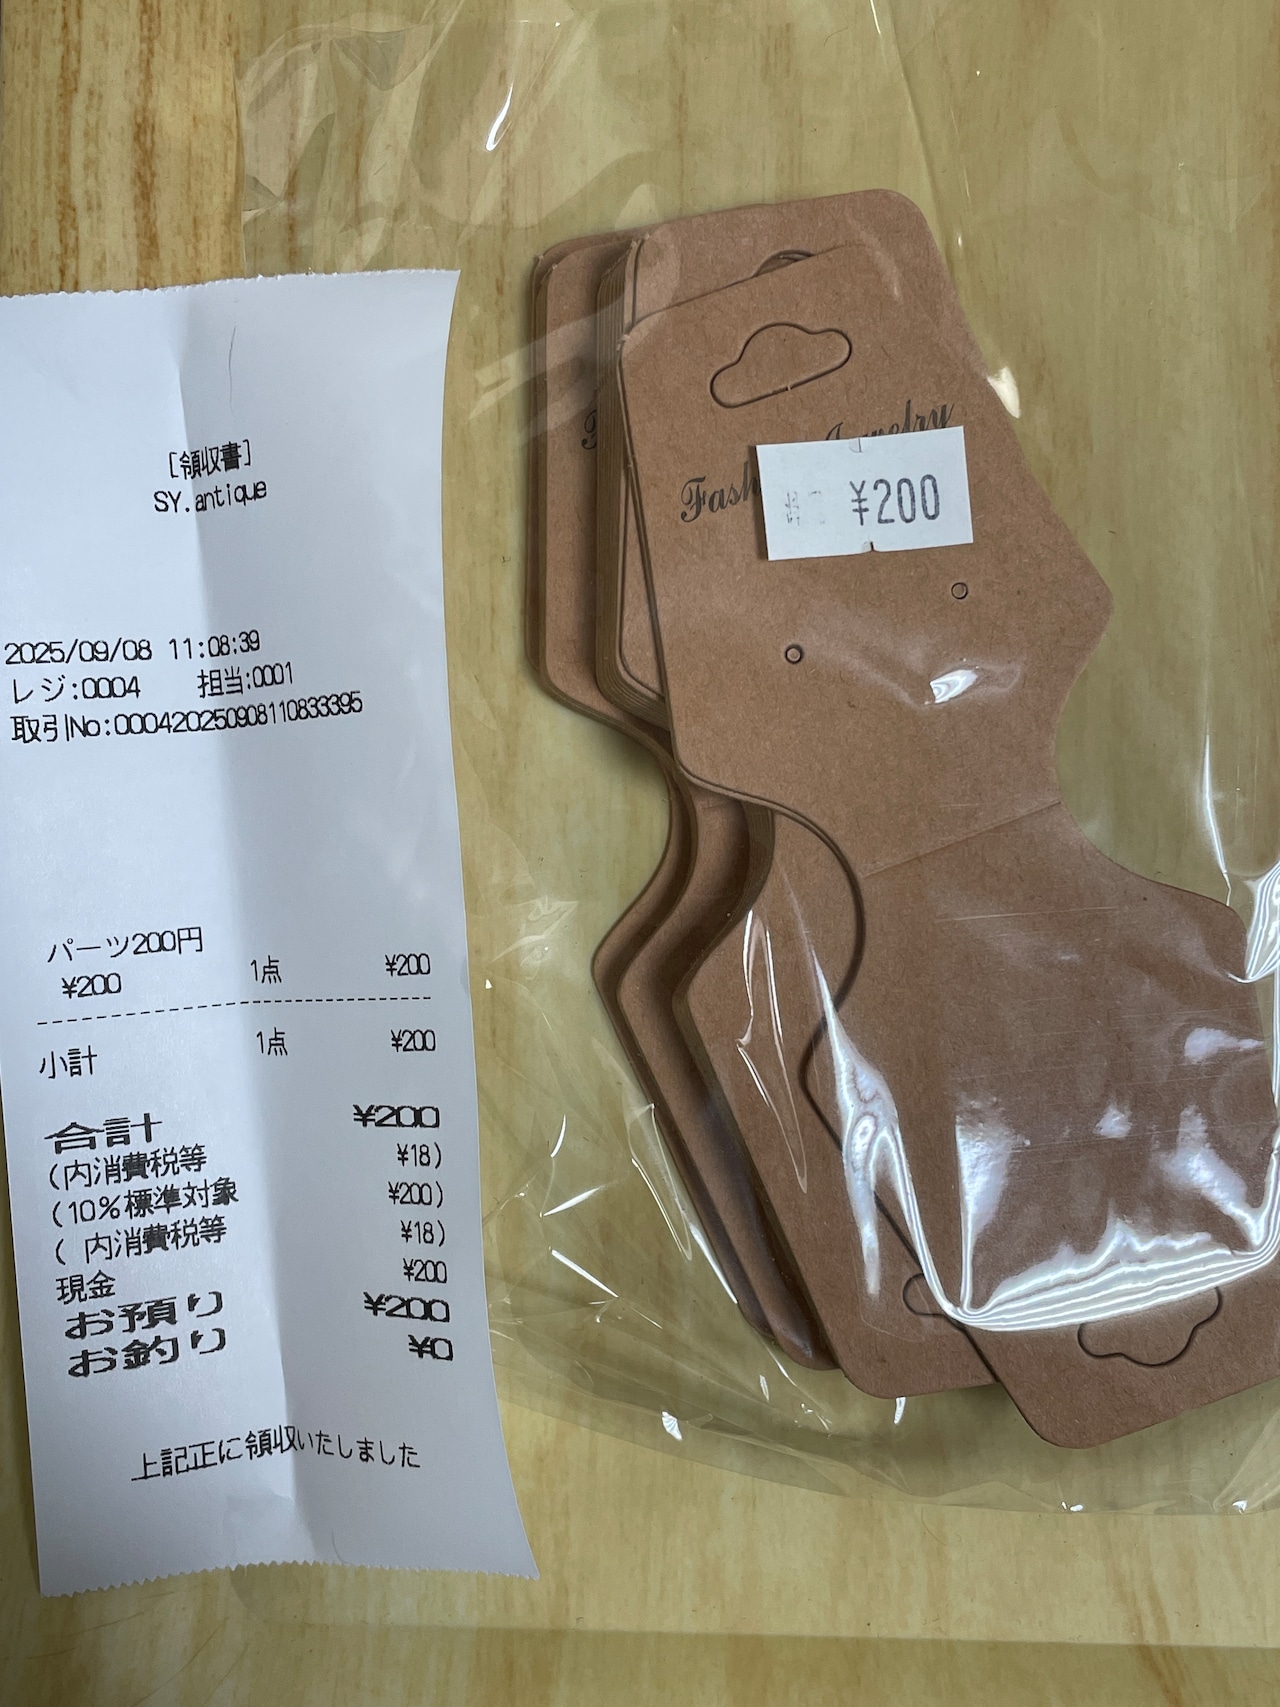 [領収書]
SY.antique
2025/09/08 11:08:39
レジ:0004 担当:0001
取引No:00042025090811083​3395
パーツ200円
¥200 1点 ¥200
小計 1点 ¥200
合計 ¥200
(内消費税等 ¥18)
(10%標準対象 ¥200)
( 内消費税等 ¥18)
現金 ¥200
お預り ¥200
お釣り ¥0
上記正に領収いたしました
Fash
¥200